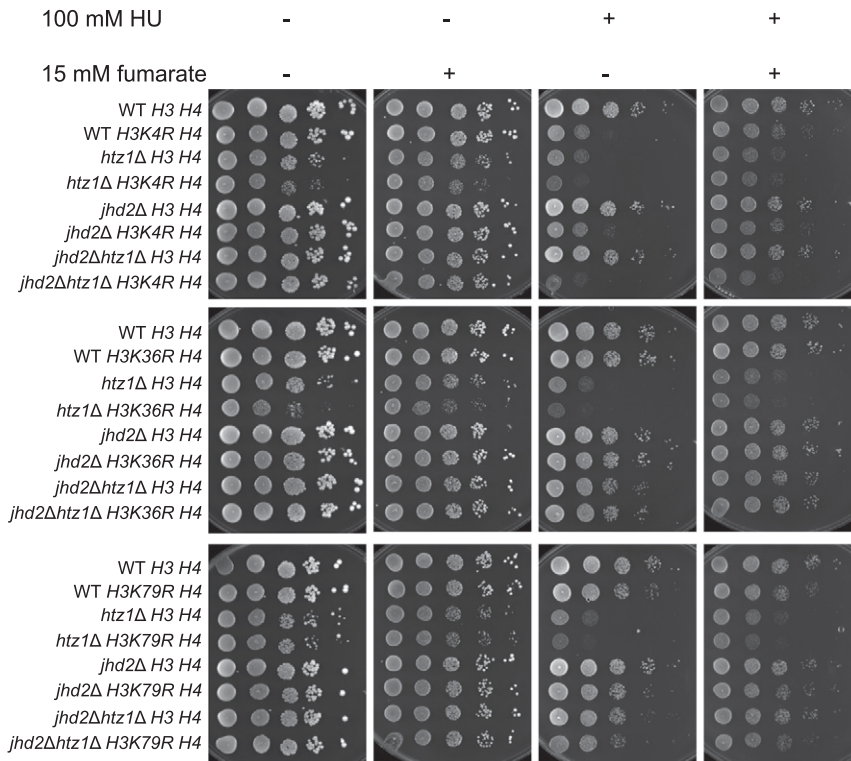 100 mM HU - - + +
15 mM fumarate - + - +
WT H3 H4
WT H3K4R H4
htz1Δ H3 H4
htz1Δ H3K4R H4
jhd2Δ H3 H4
jhd2Δ H3K4R H4
jhd2Δhtz1Δ H3 H4
jhd2Δhtz1Δ H3K4R H4
WT H3 H4
WT H3K36R H4
htz1Δ H3 H4
htz1Δ H3K36R H4
jhd2Δ H3 H4
jhd2Δ H3K36R H4
jhd2Δhtz1Δ H3 H4
jhd2Δhtz1Δ H3K36R H4
WT H3 H4
WT H3K79R H4
htz1Δ H3 H4
htz1Δ H3K79R H4
jhd2Δ H3 H4
jhd2Δ H3K79R H4
jhd2Δhtz1Δ H3 H4
jhd2Δhtz1Δ H3K79R H4